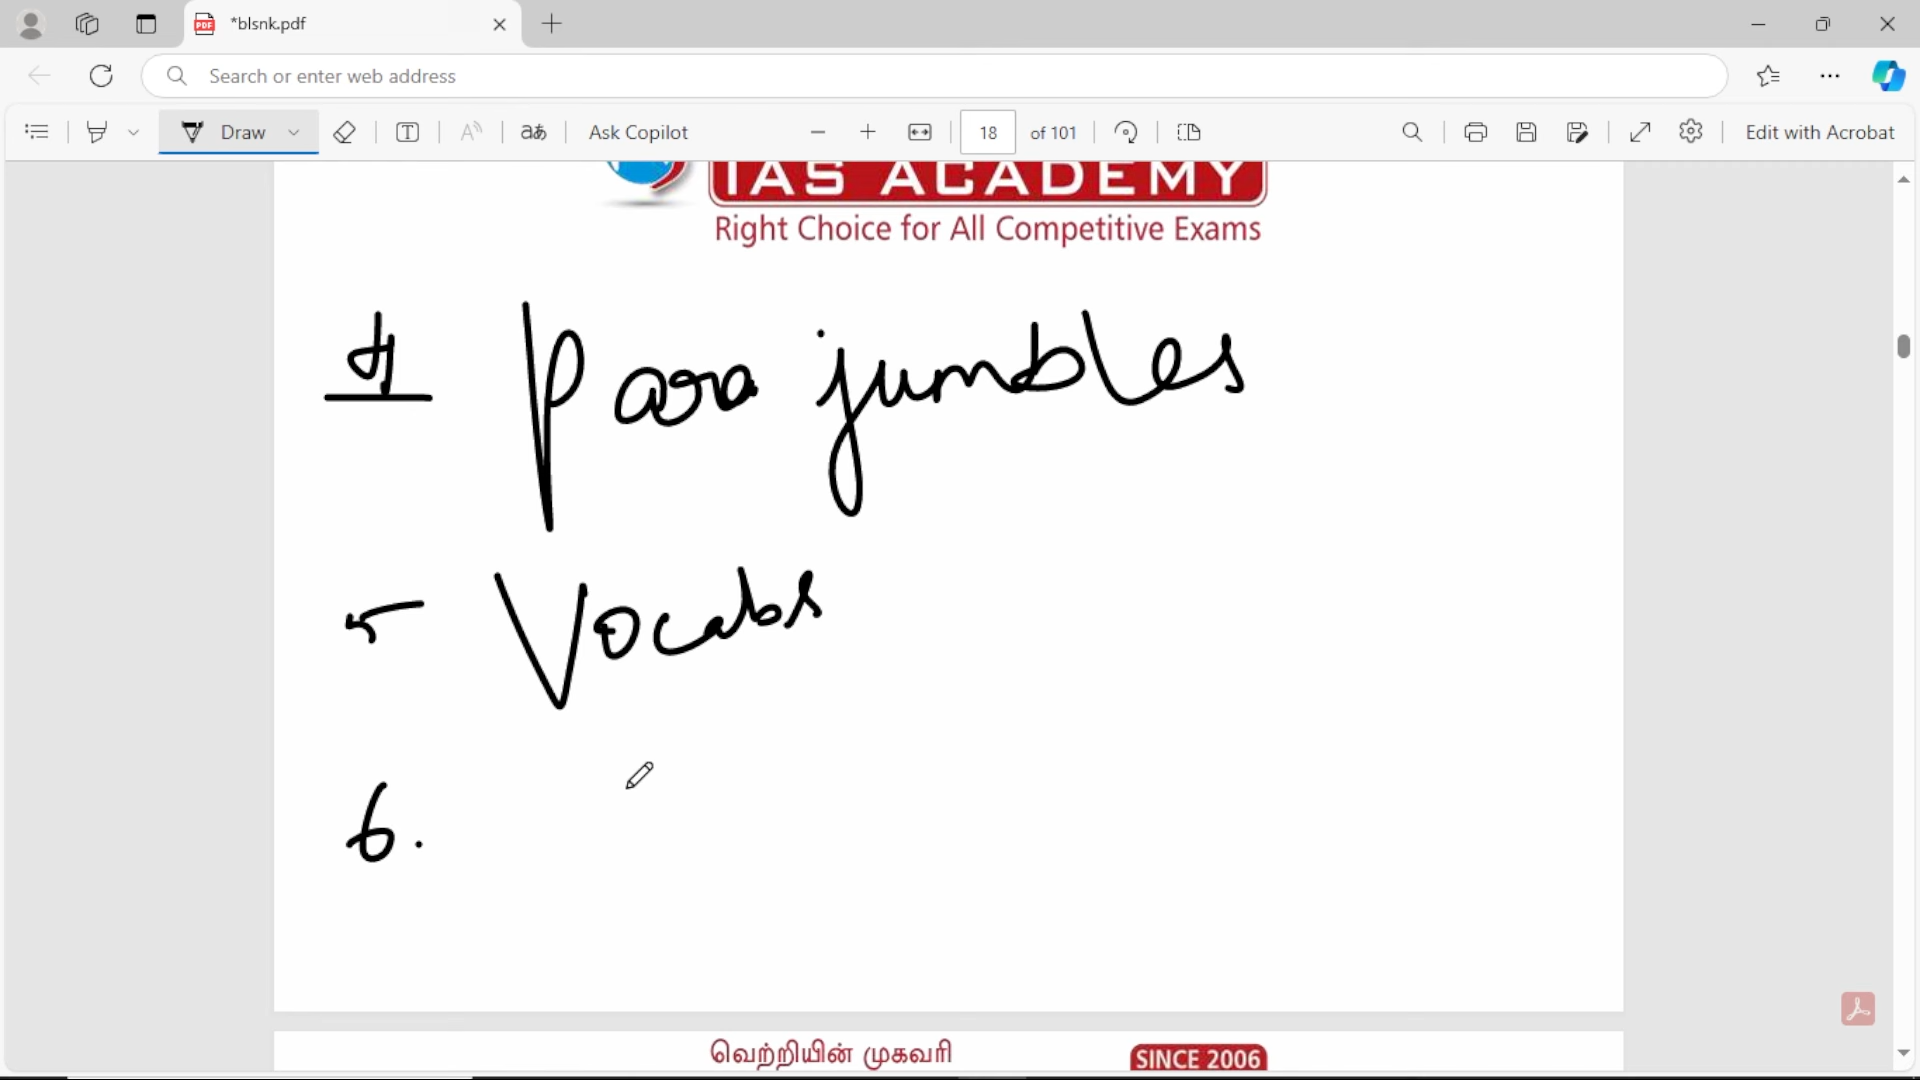 *blsnk.pdf
Search or enter web address
Draw
Ask Copilot
18 of 101
Edit with Acrobat
IAS ACADEMY
Right Choice for All Competitive Exams
4 Para jumbles
5 Vocabs
6.
வெற்றியின் முகவரி
SINCE 2006